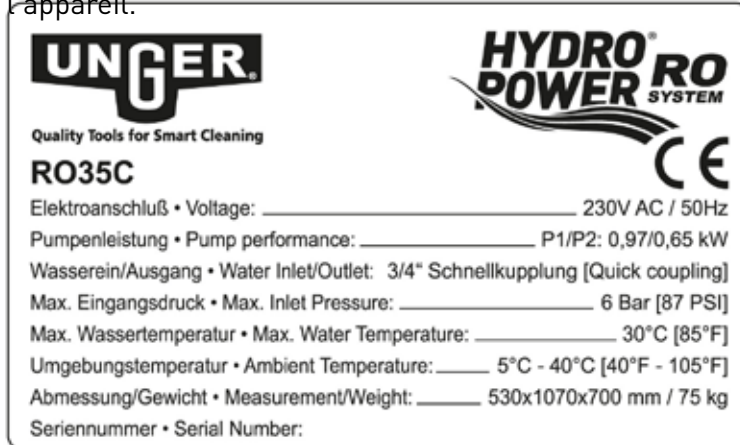 l'appareil.
UNGER®
Quality Tools for Smart Cleaning
HYDRO®
POWER RO
SYSTEM
CE
RO35C
Elektroanschluß • Voltage: 230V AC / 50Hz
Pumpenleistung • Pump performance: P1/P2: 0,97/0,65 kW
Wasserein/Ausgang • Water Inlet/Outlet: 3/4“ Schnellkupplung [Quick coupling]
Max. Eingangsdruck • Max. Inlet Pressure: 6 Bar [87 PSI]
Max. Wassertemperatur • Max. Water Temperature: 30°C [85°F]
Umgebungstemperatur • Ambient Temperature: 5°C - 40°C [40°F - 105°F]
Abmessung/Gewicht • Measurement/Weight: 530x1070x700 mm / 75 kg
Seriennummer • Serial Number: